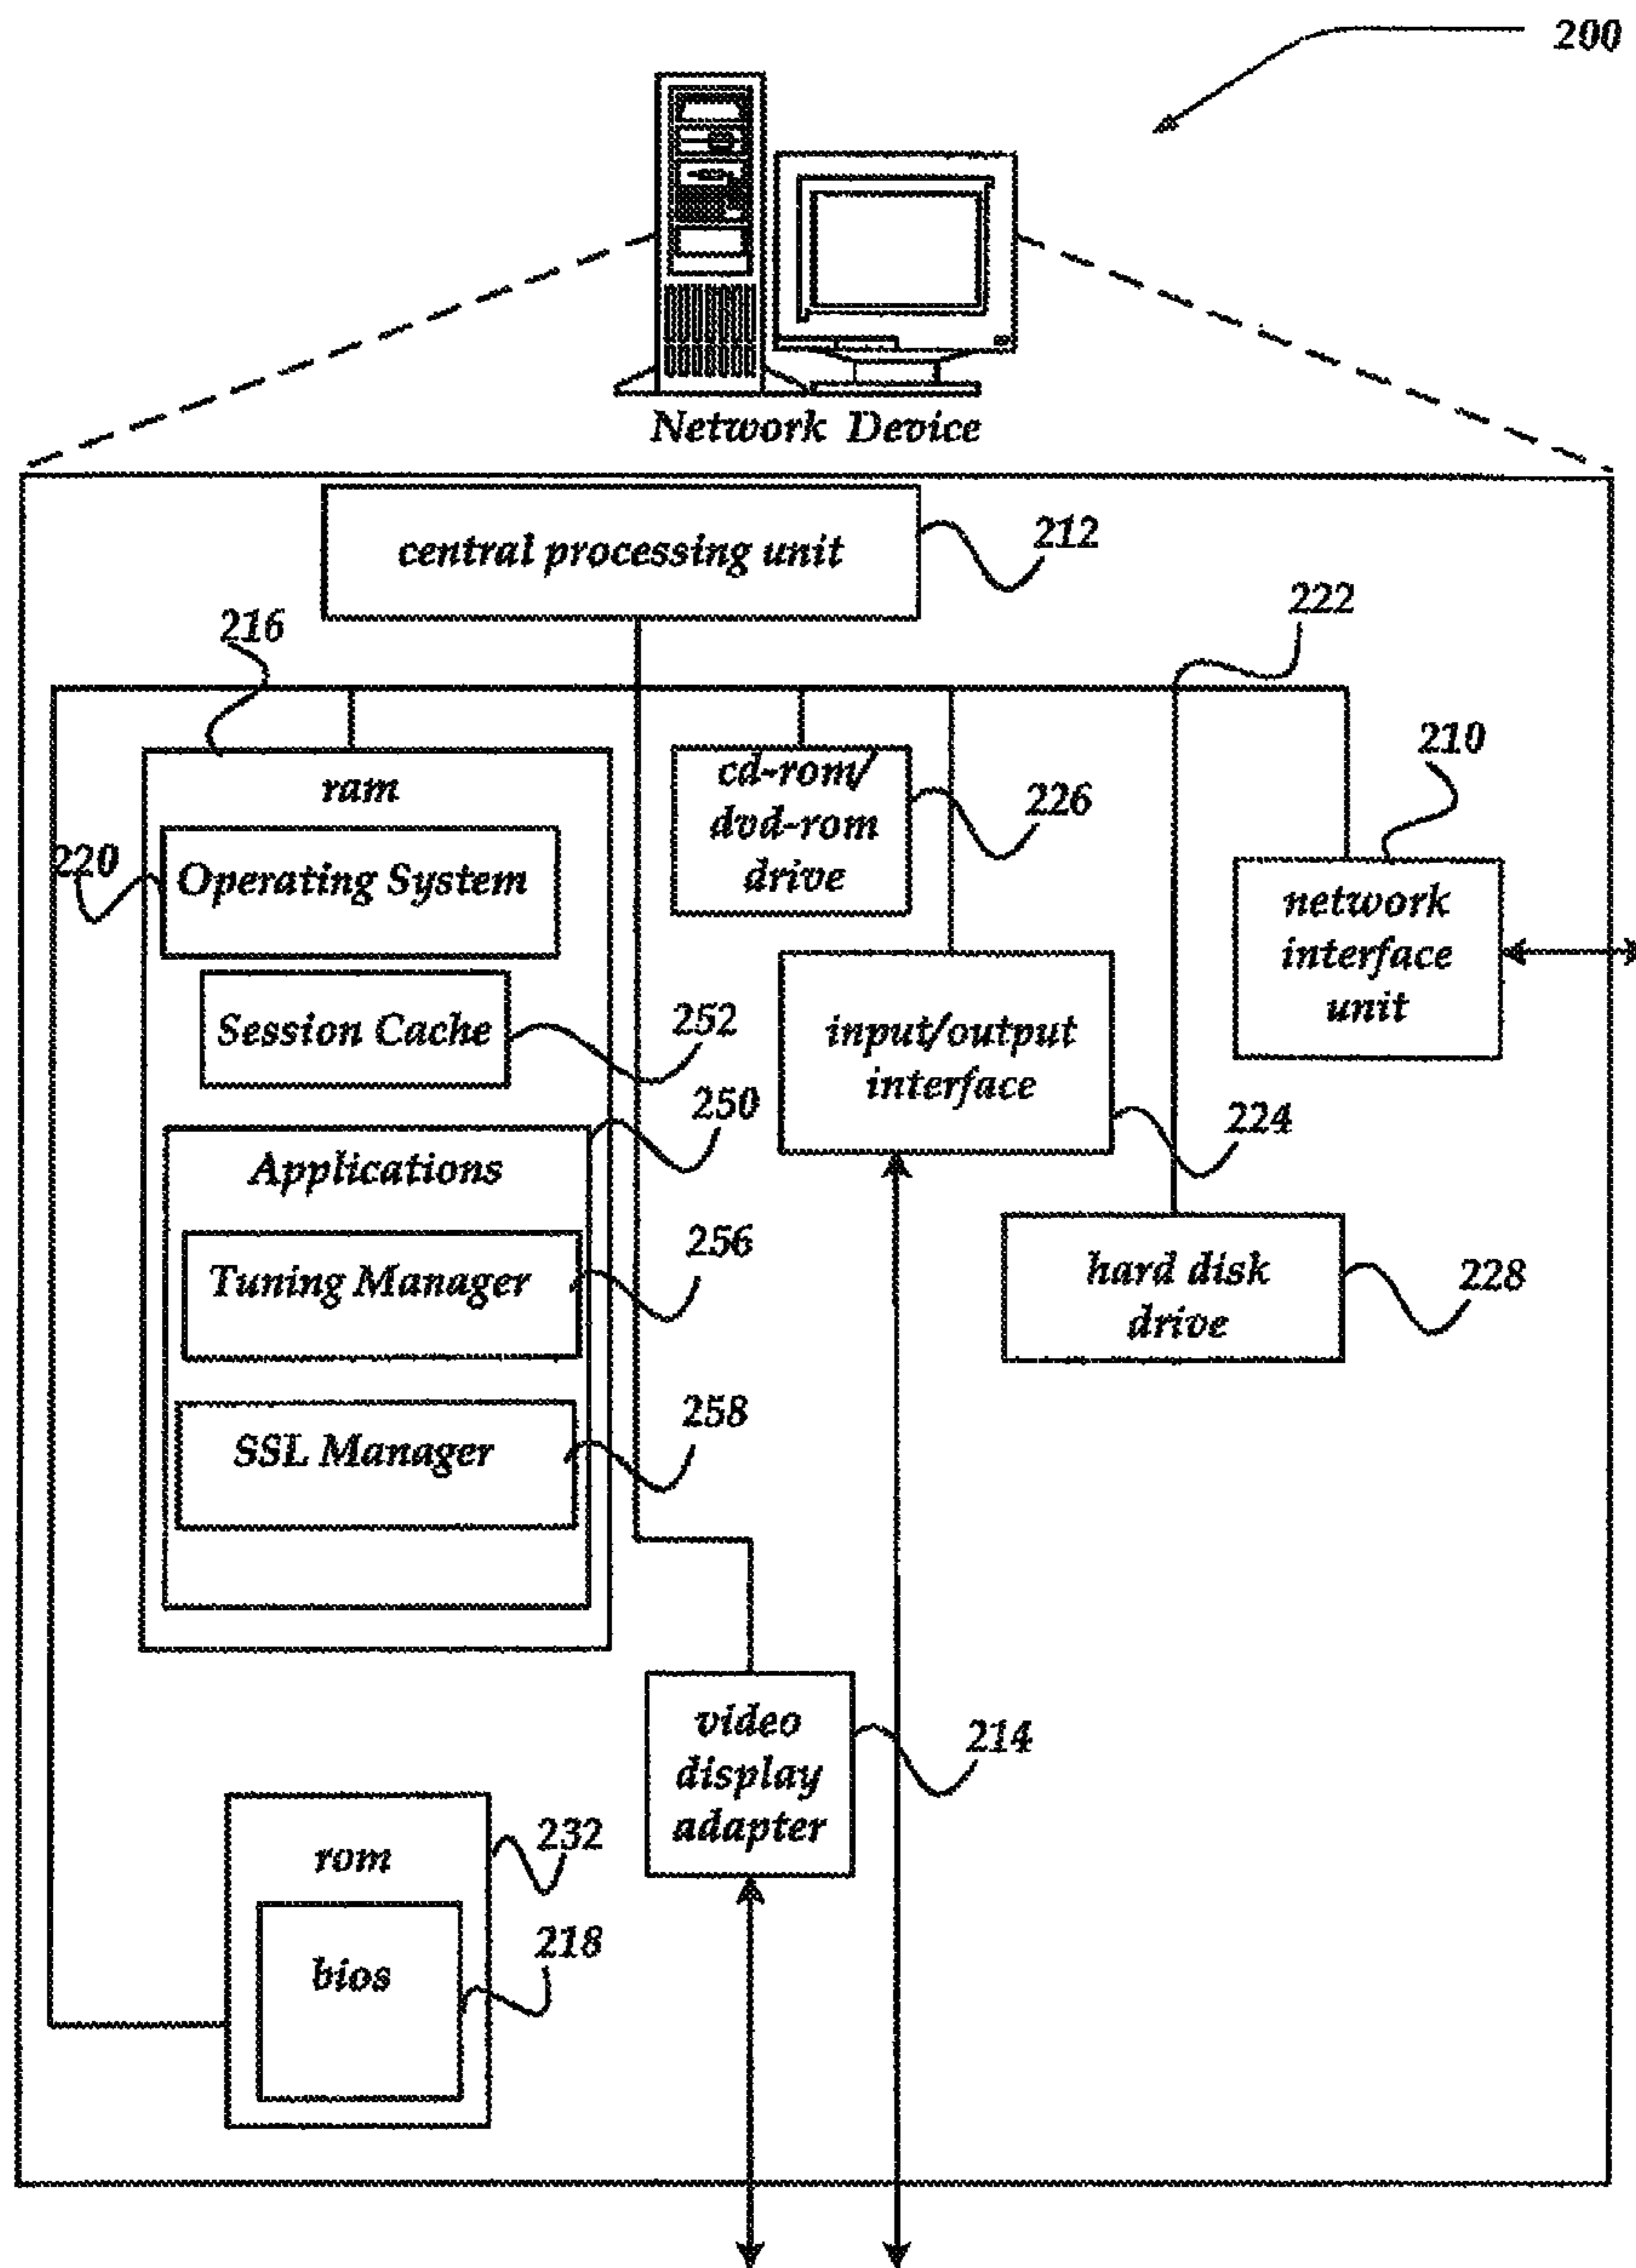 200
Network Device
central processing unit
212
222
216
210
ram
cd-rom/
dvd-rom
drive
226
220
Operating System
network
interface
unit
Session Cache
252
input/output
interface
250
224
Applications
256
Tuning Manager
hard disk
drive
228
258
SSL Manager
video
display
adapter
214
rom
232
bios
218